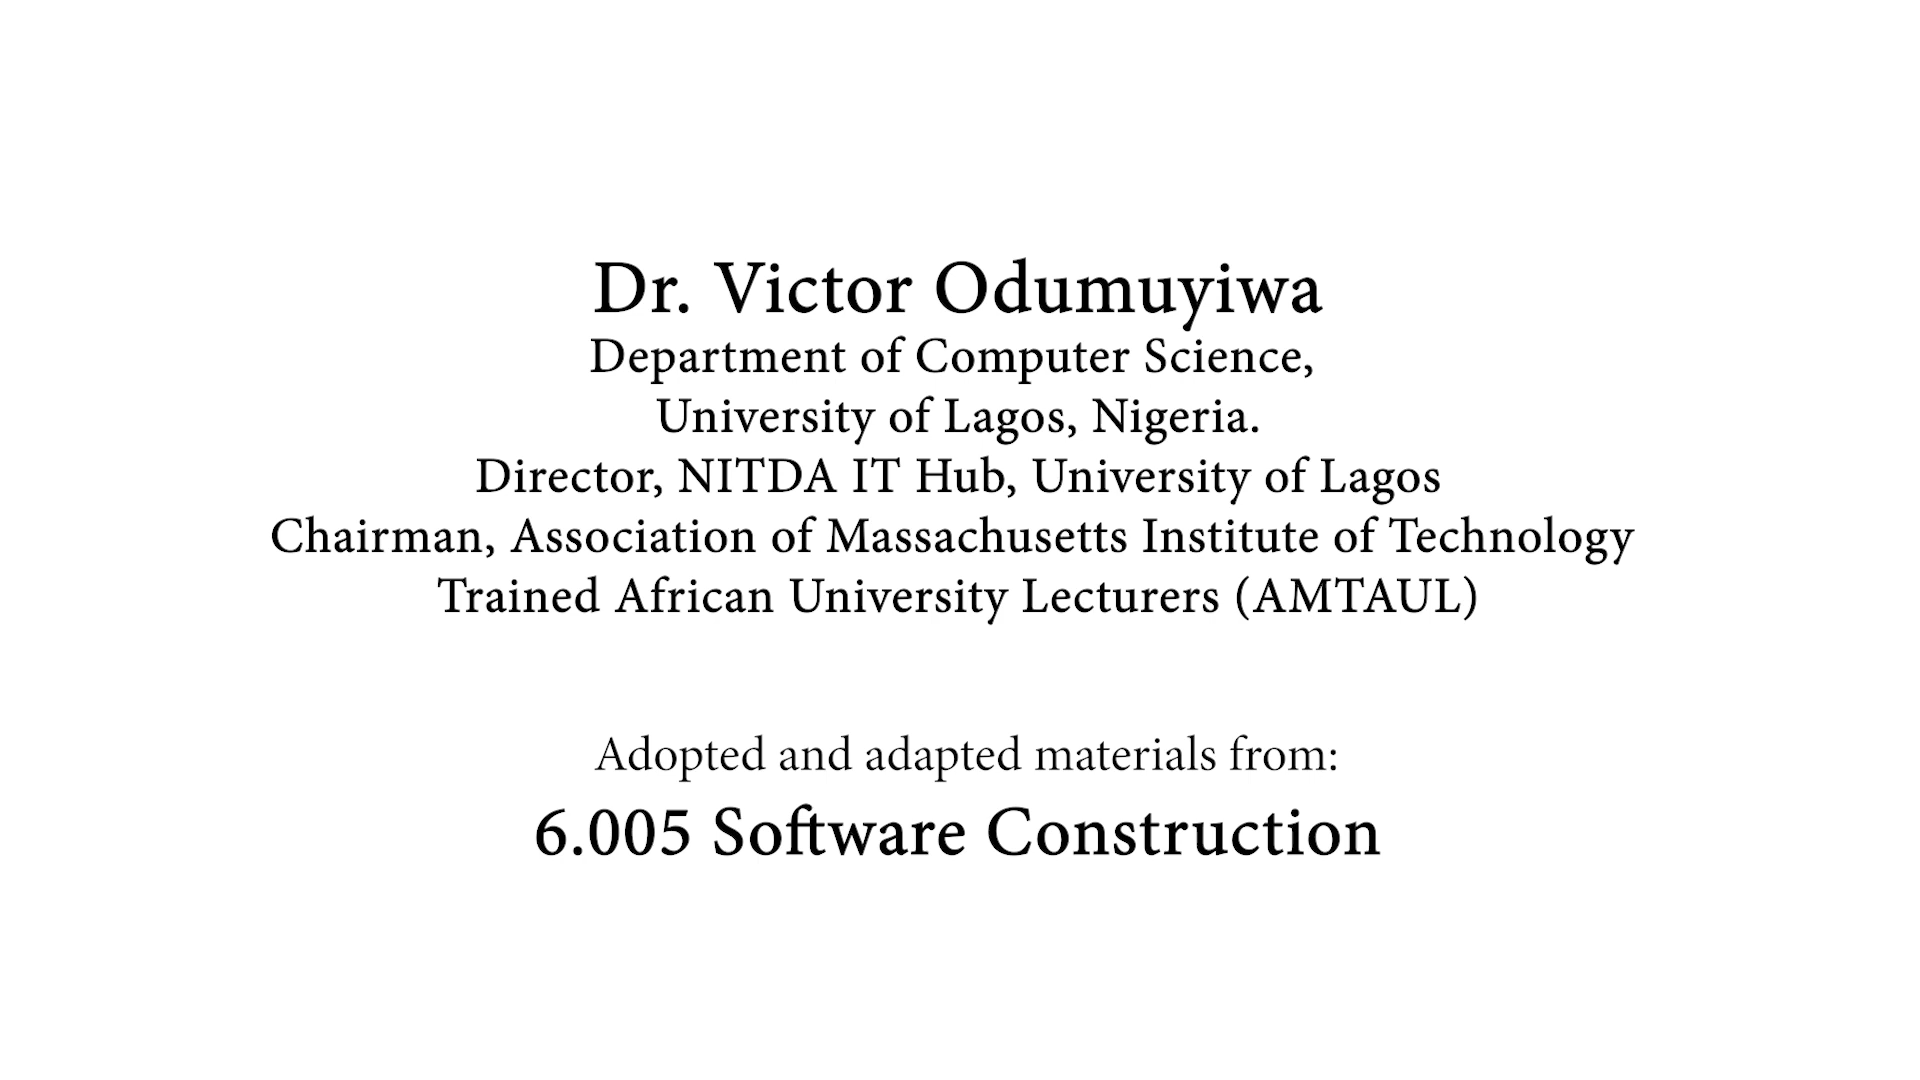 Dr. Victor Odumuyiwa
Department of Computer Science,
University of Lagos, Nigeria.
Director, NITDA IT Hub, University of Lagos
Chairman, Association of Massachusetts Institute of Technology
Trained African University Lecturers (AMTAUL)
Adopted and adapted materials from:
6.005 Software Construction